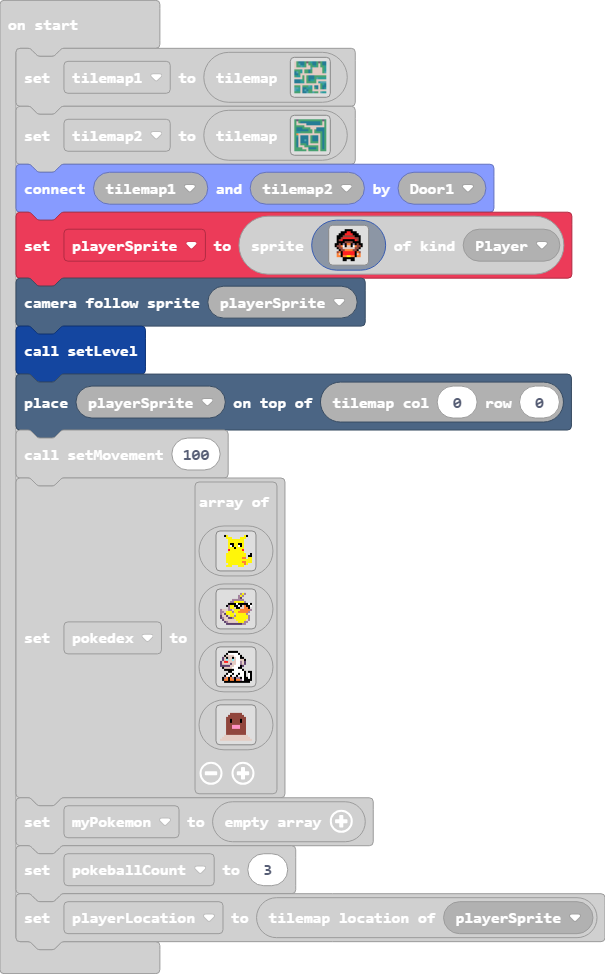 on start
set tilemap1 to tilemap
set tilemap2 to tilemap
connect tilemap1 and tilemap2 by Door1
set playerSprite to sprite of kind Player
camera follow sprite playerSprite
call setLevel
place playerSprite on top of tilemap col 0 row 0
call setMovement 100
array of
set pokedex to
set myPokemon to empty array
set pokeballCount to 3
set playerLocation to tilemap location of playerSprite